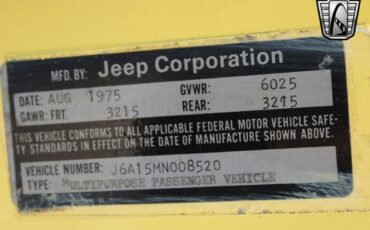 MFD. BY: Jeep Corporation
DATE: AUG 1975 GVWR: 6025
GAWR: FRT. 3215 REAR: 3215
THIS VEHICLE CONFORMS TO ALL APPLICABLE FEDERAL MOTOR VEHICLE SAFE-
TY STANDARDS IN EFFECT ON THE DATE OF MANUFACTURE SHOWN ABOVE.
VEHICLE NUMBER: J6A15MN008520
TYPE: MULTIPURPOSE PASSENGER VEHICLE